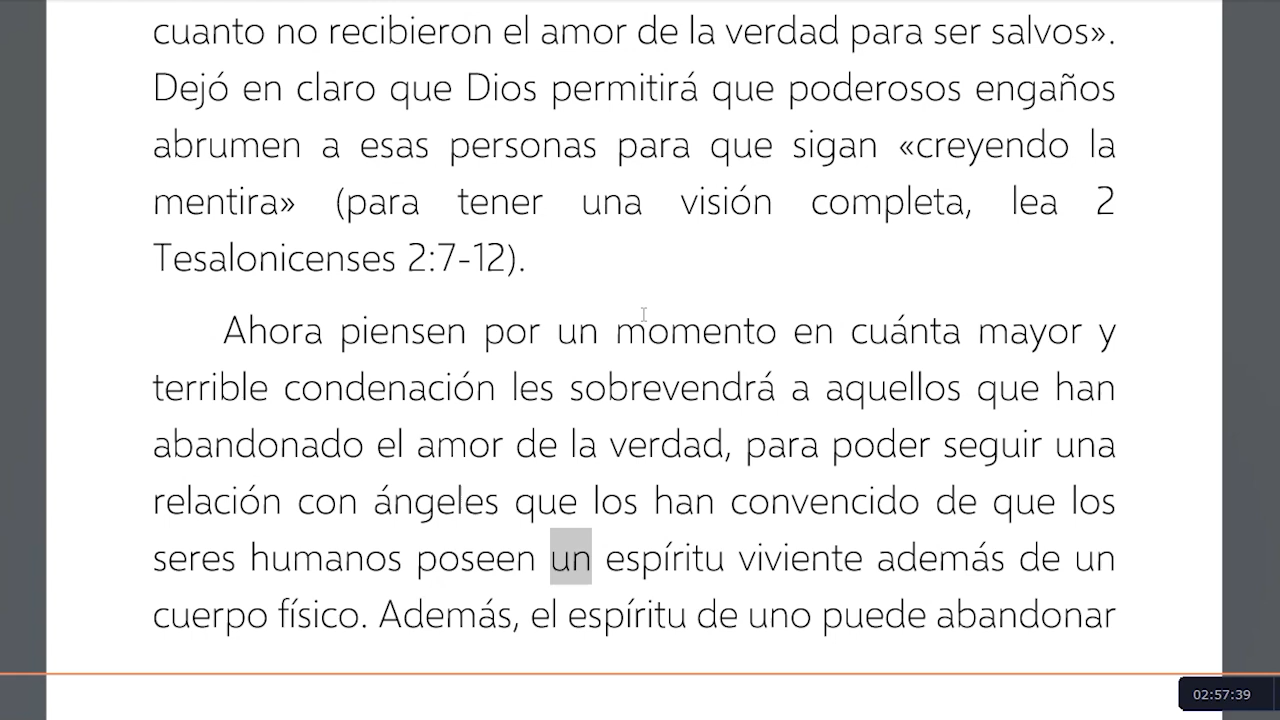 cuanto no recibieron el amor de la verdad para ser salvos».
Dejó en claro que Dios permitirá que poderosos engaños
abrumen a esas personas para que sigan «creyendo la
mentira» (para tener una visión completa, lea 2
Tesalonicenses 2:7-12).
Ahora piensen por un momento en cuánta mayor y
terrible condenación les sobrevendrá a aquellos que han
abandonado el amor de la verdad, para poder seguir una
relación con ángeles que los han convencido de que los
seres humanos poseen un espíritu viviente además de un
cuerpo físico. Además, el espíritu de uno puede abandonar
02:57:39